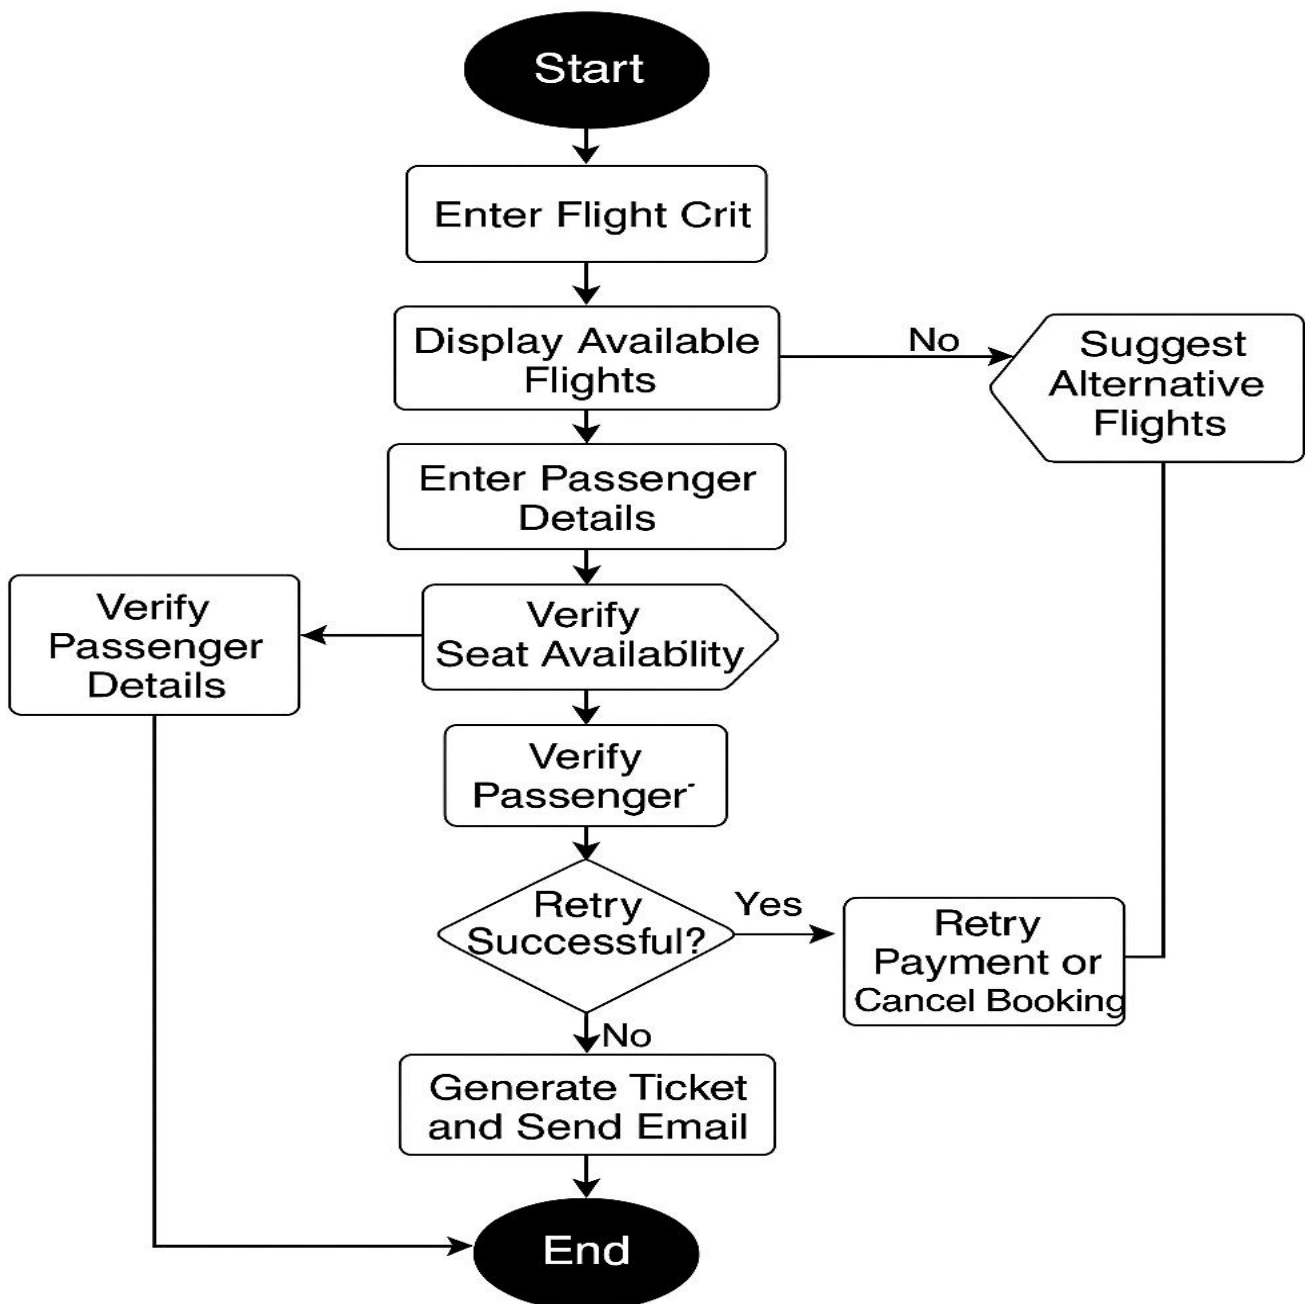 Start
Enter Flight Crit
Display Available
Flights
No
Suggest
Alternative
Flights
Enter Passenger
Details
Verify
Passenger
Details
Verify
Seat Availability
Verify
Passenger
Retry
Successful?
Yes
Retry
Payment or
Cancel Booking
No
Generate Ticket
and Send Email
End